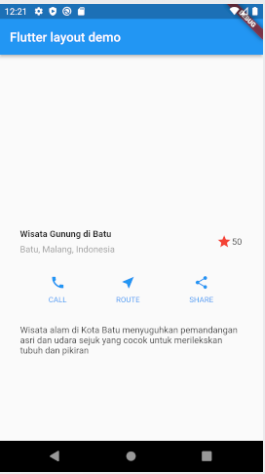 12:21
DEBUG
Flutter layout demo
Wisata Gunung di Batu
Batu, Malang, Indonesia
50
CALL ROUTE SHARE
Wisata alam di Kota Batu menyuguhkan pemandangan
asri dan udara sejuk yang cocok untuk merilekskan
tubuh dan pikiran